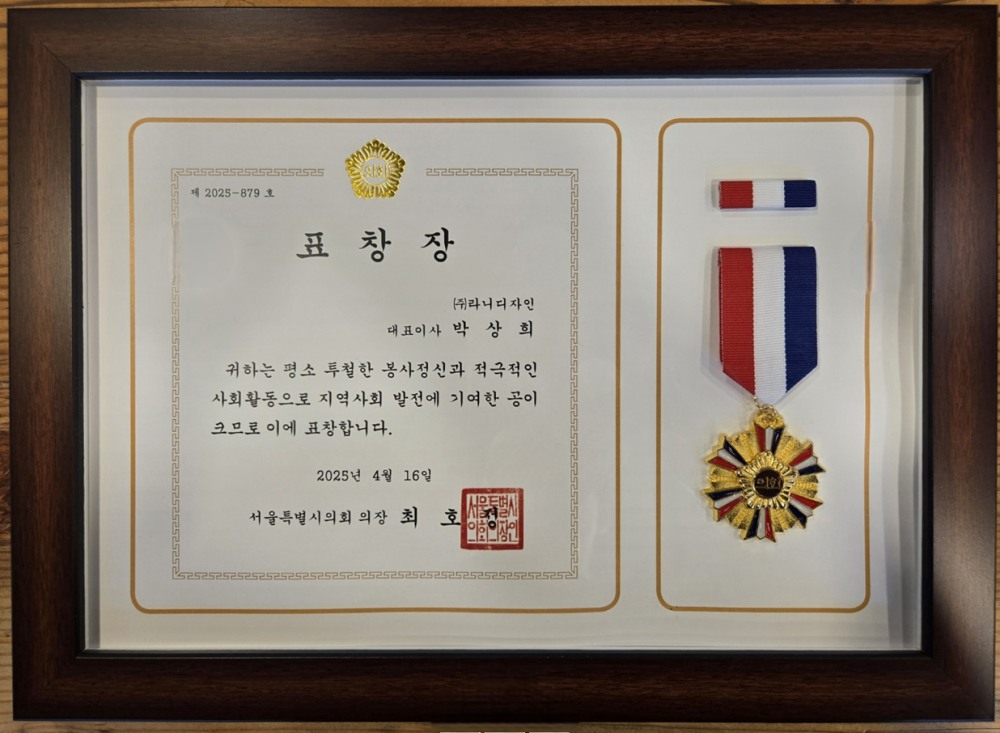 의회
제 2025-879 호
표 창 장
(주)라니디자인
대표이사 박 상 희
귀하는 평소 투철한 봉사정신과 적극적인
사회활동으로 지역사회 발전에 기여한 공이
크므로 이에 표창합니다.
2025년 4월 16일
서울특별시의회 의장 최 호 정
서울특별시
의회의장인
의회